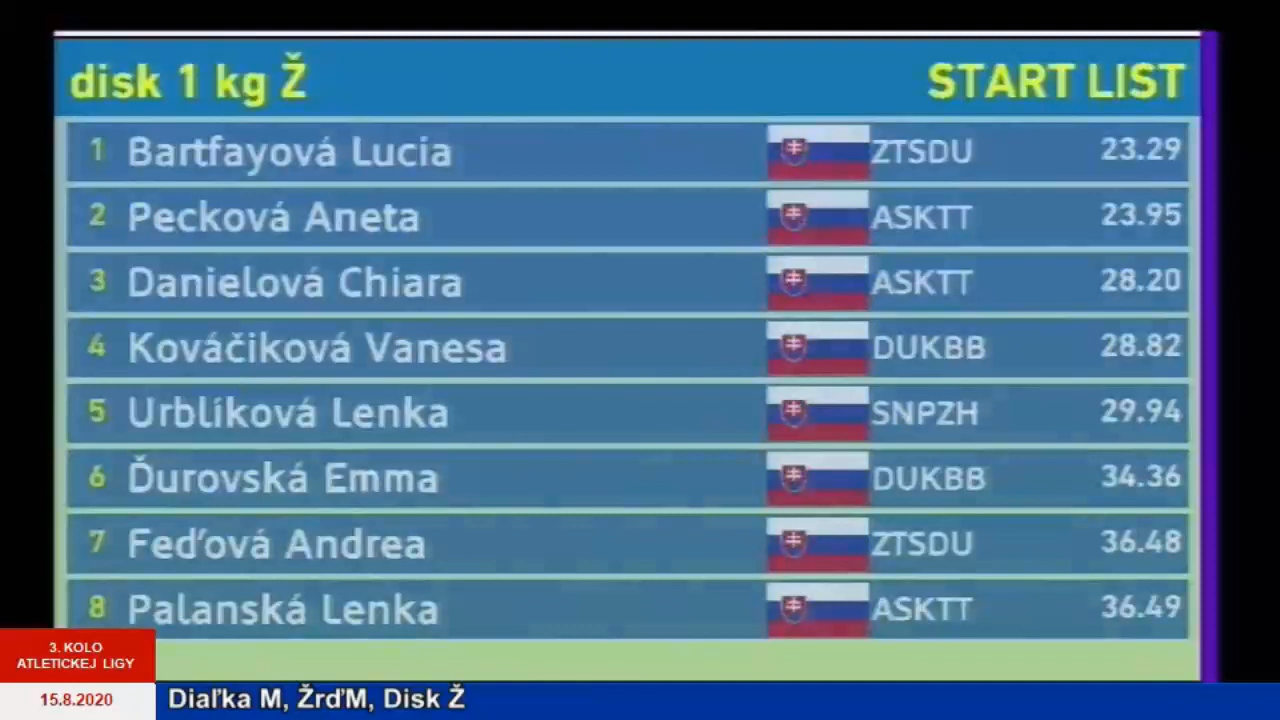 disk 1 kg Ž START LIST
1 Bartfayová Lucia ZTSDU 23.29
2 Pecková Aneta ASKTT 23.95
3 Danielová Chiara ASKTT 28.20
4 Kováčiková Vanesa DUKBB 28.82
5 Urblíková Lenka SNPZH 29.94
6 Ďurovská Emma DUKBB 34.36
7 Feďová Andrea ZTSDU 36.48
8 Palanská Lenka ASKTT 36.49
3. KOLO
ATLETICKEJ LIGY
15.8.2020
Diaľka M, ŽrďM, Disk Ž